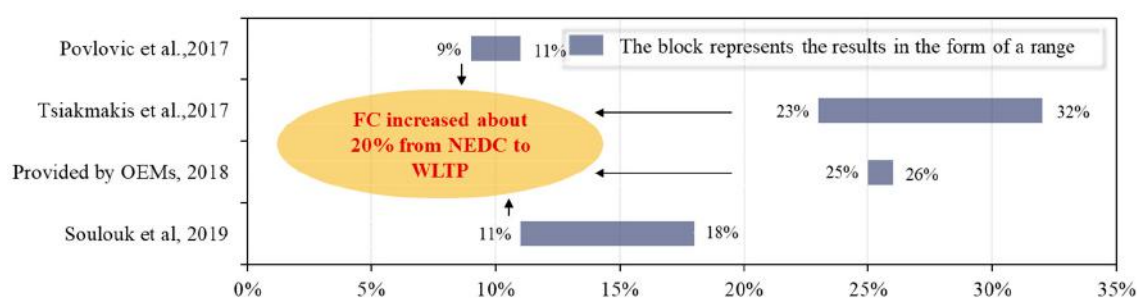 Povlovic et al.,2017
9%
11%
The block represents the results in the form of a range
Tsiakmakis et al.,2017
23%
32%
FC increased about
20% from NEDC to
WLTP
Provided by OEMs, 2018
25%
26%
Soulouk et al, 2019
11%
18%
0%
5%
10%
15%
20%
25%
30%
35%